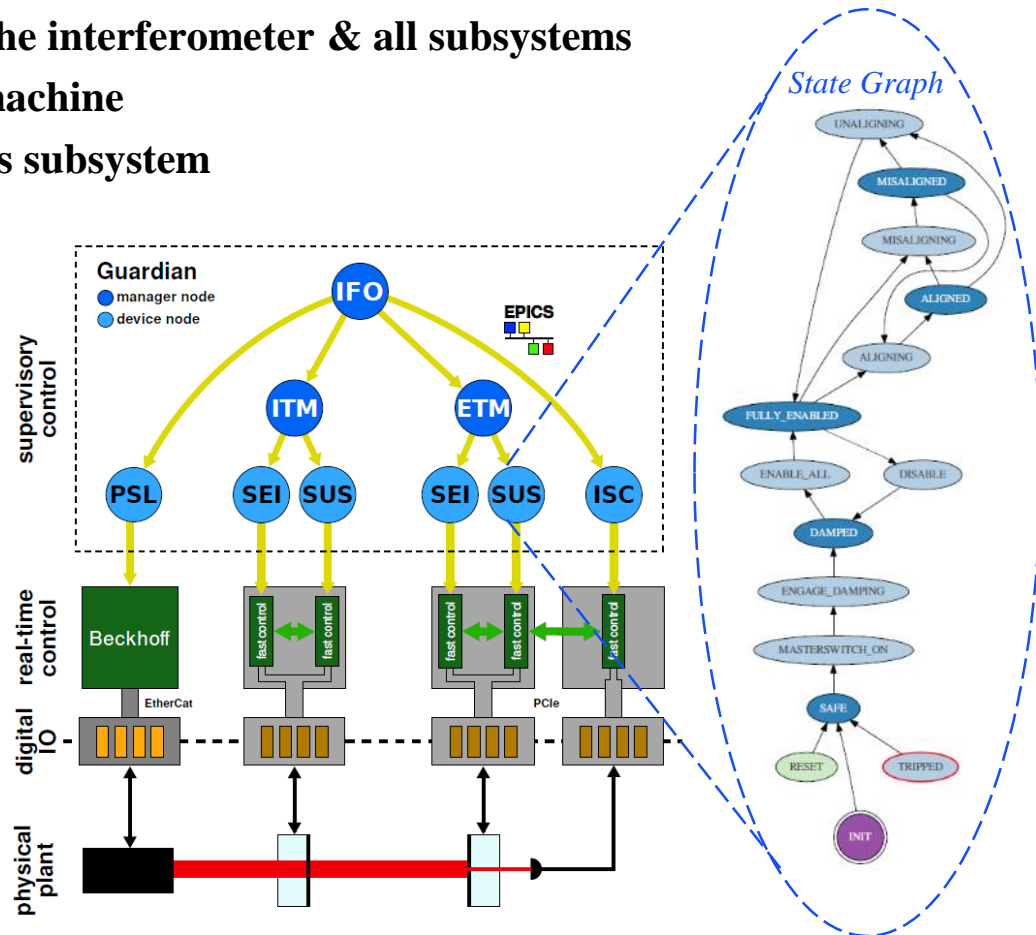 he interferometer & all subsystems
achine
s subsystem
State Graph
UNALIGNING
MISALIGNED
MISALIGNING
ALIGNED
ALIGNING
FULLY_ENABLED
ENABLE_ALL
DISABLE
DAMPED
ENGAGE_DAMPING
MASTERSWITCH_ON
SAFE
RESET
TRIPPED
INIT
Guardian
manager node
device node
IFO
EPICS
supervisory
control
ITM
ETM
PSL
SEI
SUS
SEI
SUS
ISC
real-time
control
Beckhoff
fast control
fast control
fast control
fast control
fast control
EtherCat
PCIe
digital
IO
physical
plant